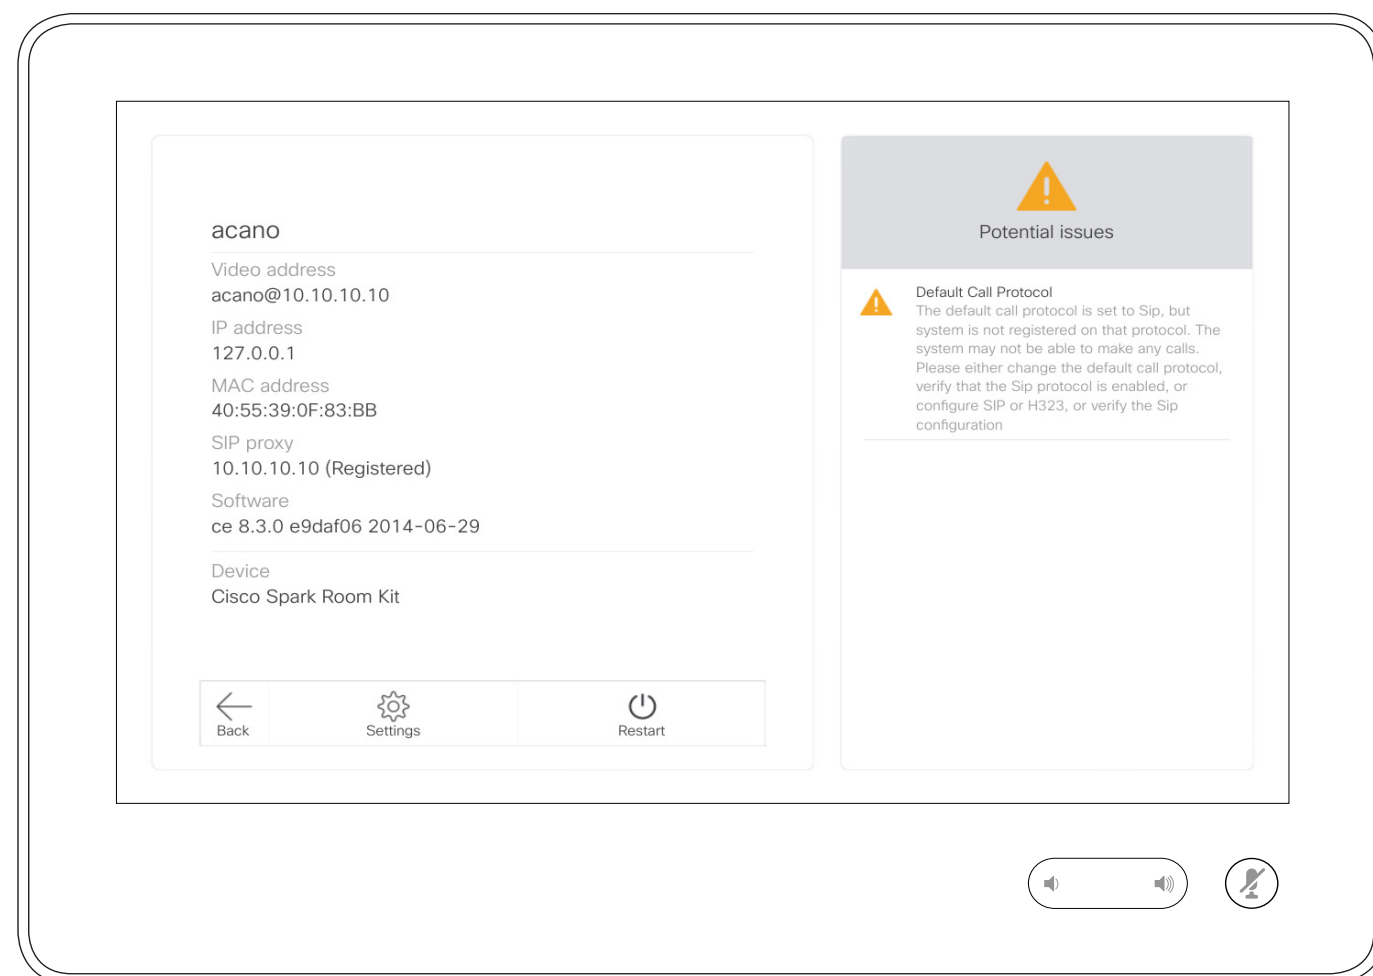 acano
Video address
acano@10.10.10.10
IP address
127.0.0.1
MAC address
40:55:39:0F:83:BB
SIP proxy
10.10.10.10 (Registered)
Software
ce 8.3.0 e9daf06 2014-06-29
Device
Cisco Spark Room Kit
Back
Settings
Restart
Potential issues
Default Call Protocol
The default call protocol is set to Sip, but
system is not registered on that protocol. The
system may not be able to make any calls.
Please either change the default call protocol,
verify that the Sip protocol is enabled, or
configure SIP or H323, or verify the Sip
configuration